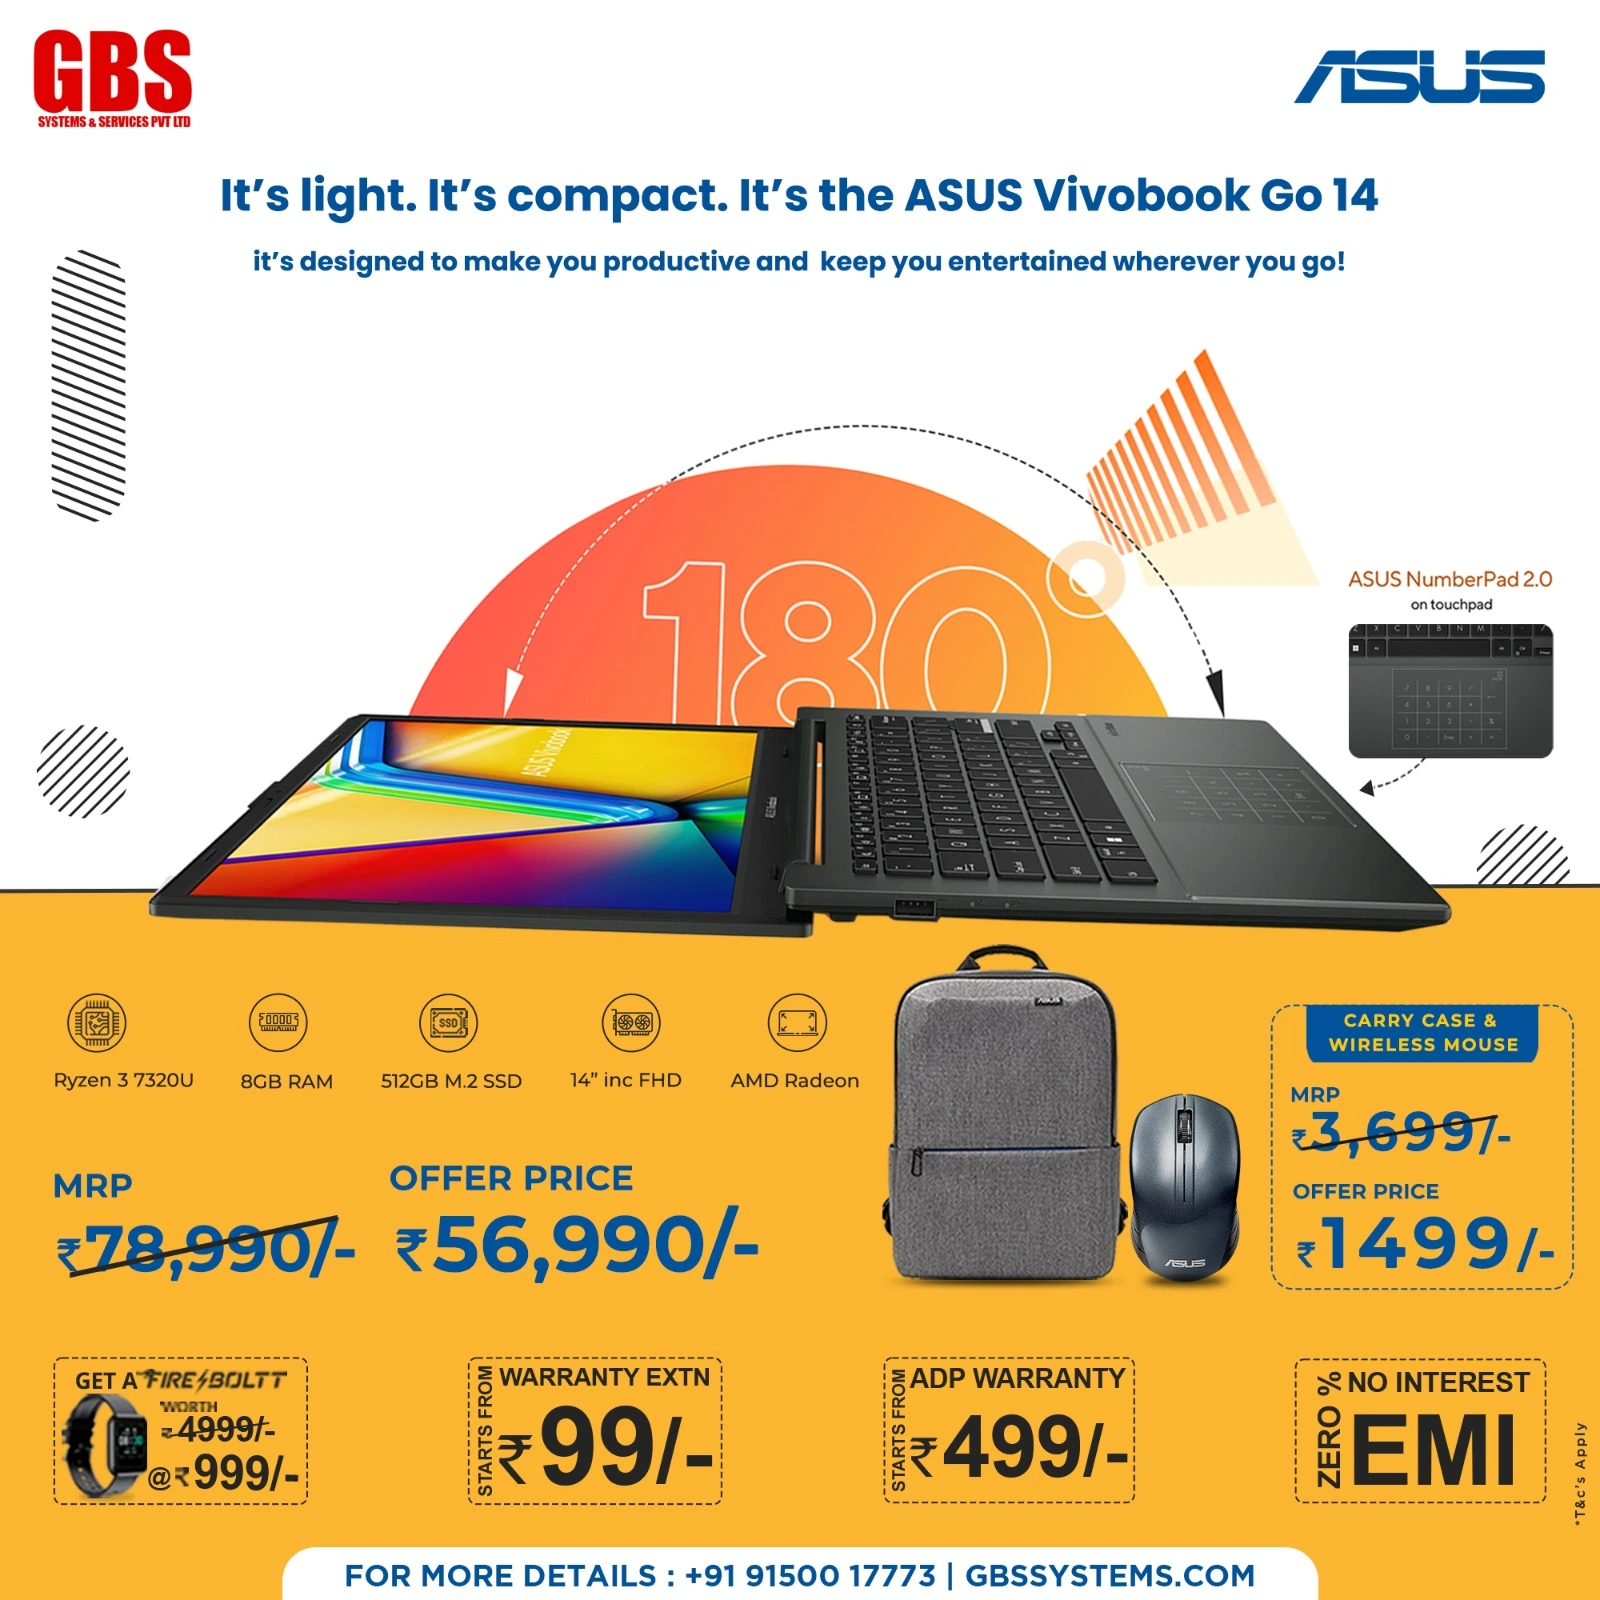 GBS
SYSTEMS & SERVICES PVT LTD
ASUS
It's light. It's compact. It's the ASUS Vivobook Go 14
it's designed to make you productive and keep you entertained wherever you go!
180°
ASUS NumberPad 2.0
on touchpad
ASUS Vivobook
SSD
Ryzen 3 7320U
8GB RAM
512GB M.2 SSD
14" inc FHD
AMD Radeon
MRP
₹78,990/-
OFFER PRICE
₹56,990/-
ASUS
ASUS
CARRY CASE &
WIRELESS MOUSE
MRP
₹3,699/-
OFFER PRICE
₹1499/-
GET A FIRE-BOLTT
WORTH
₹4999/-
@₹999/-
STARTS FROM
WARRANTY EXTN
₹99/-
STARTS FROM
ADP WARRANTY
₹499/-
ZERO %
NO INTEREST
EMI
*T&c's Apply
FOR MORE DETAILS : +91 91500 17773 | GBSSYSTEMS.COM